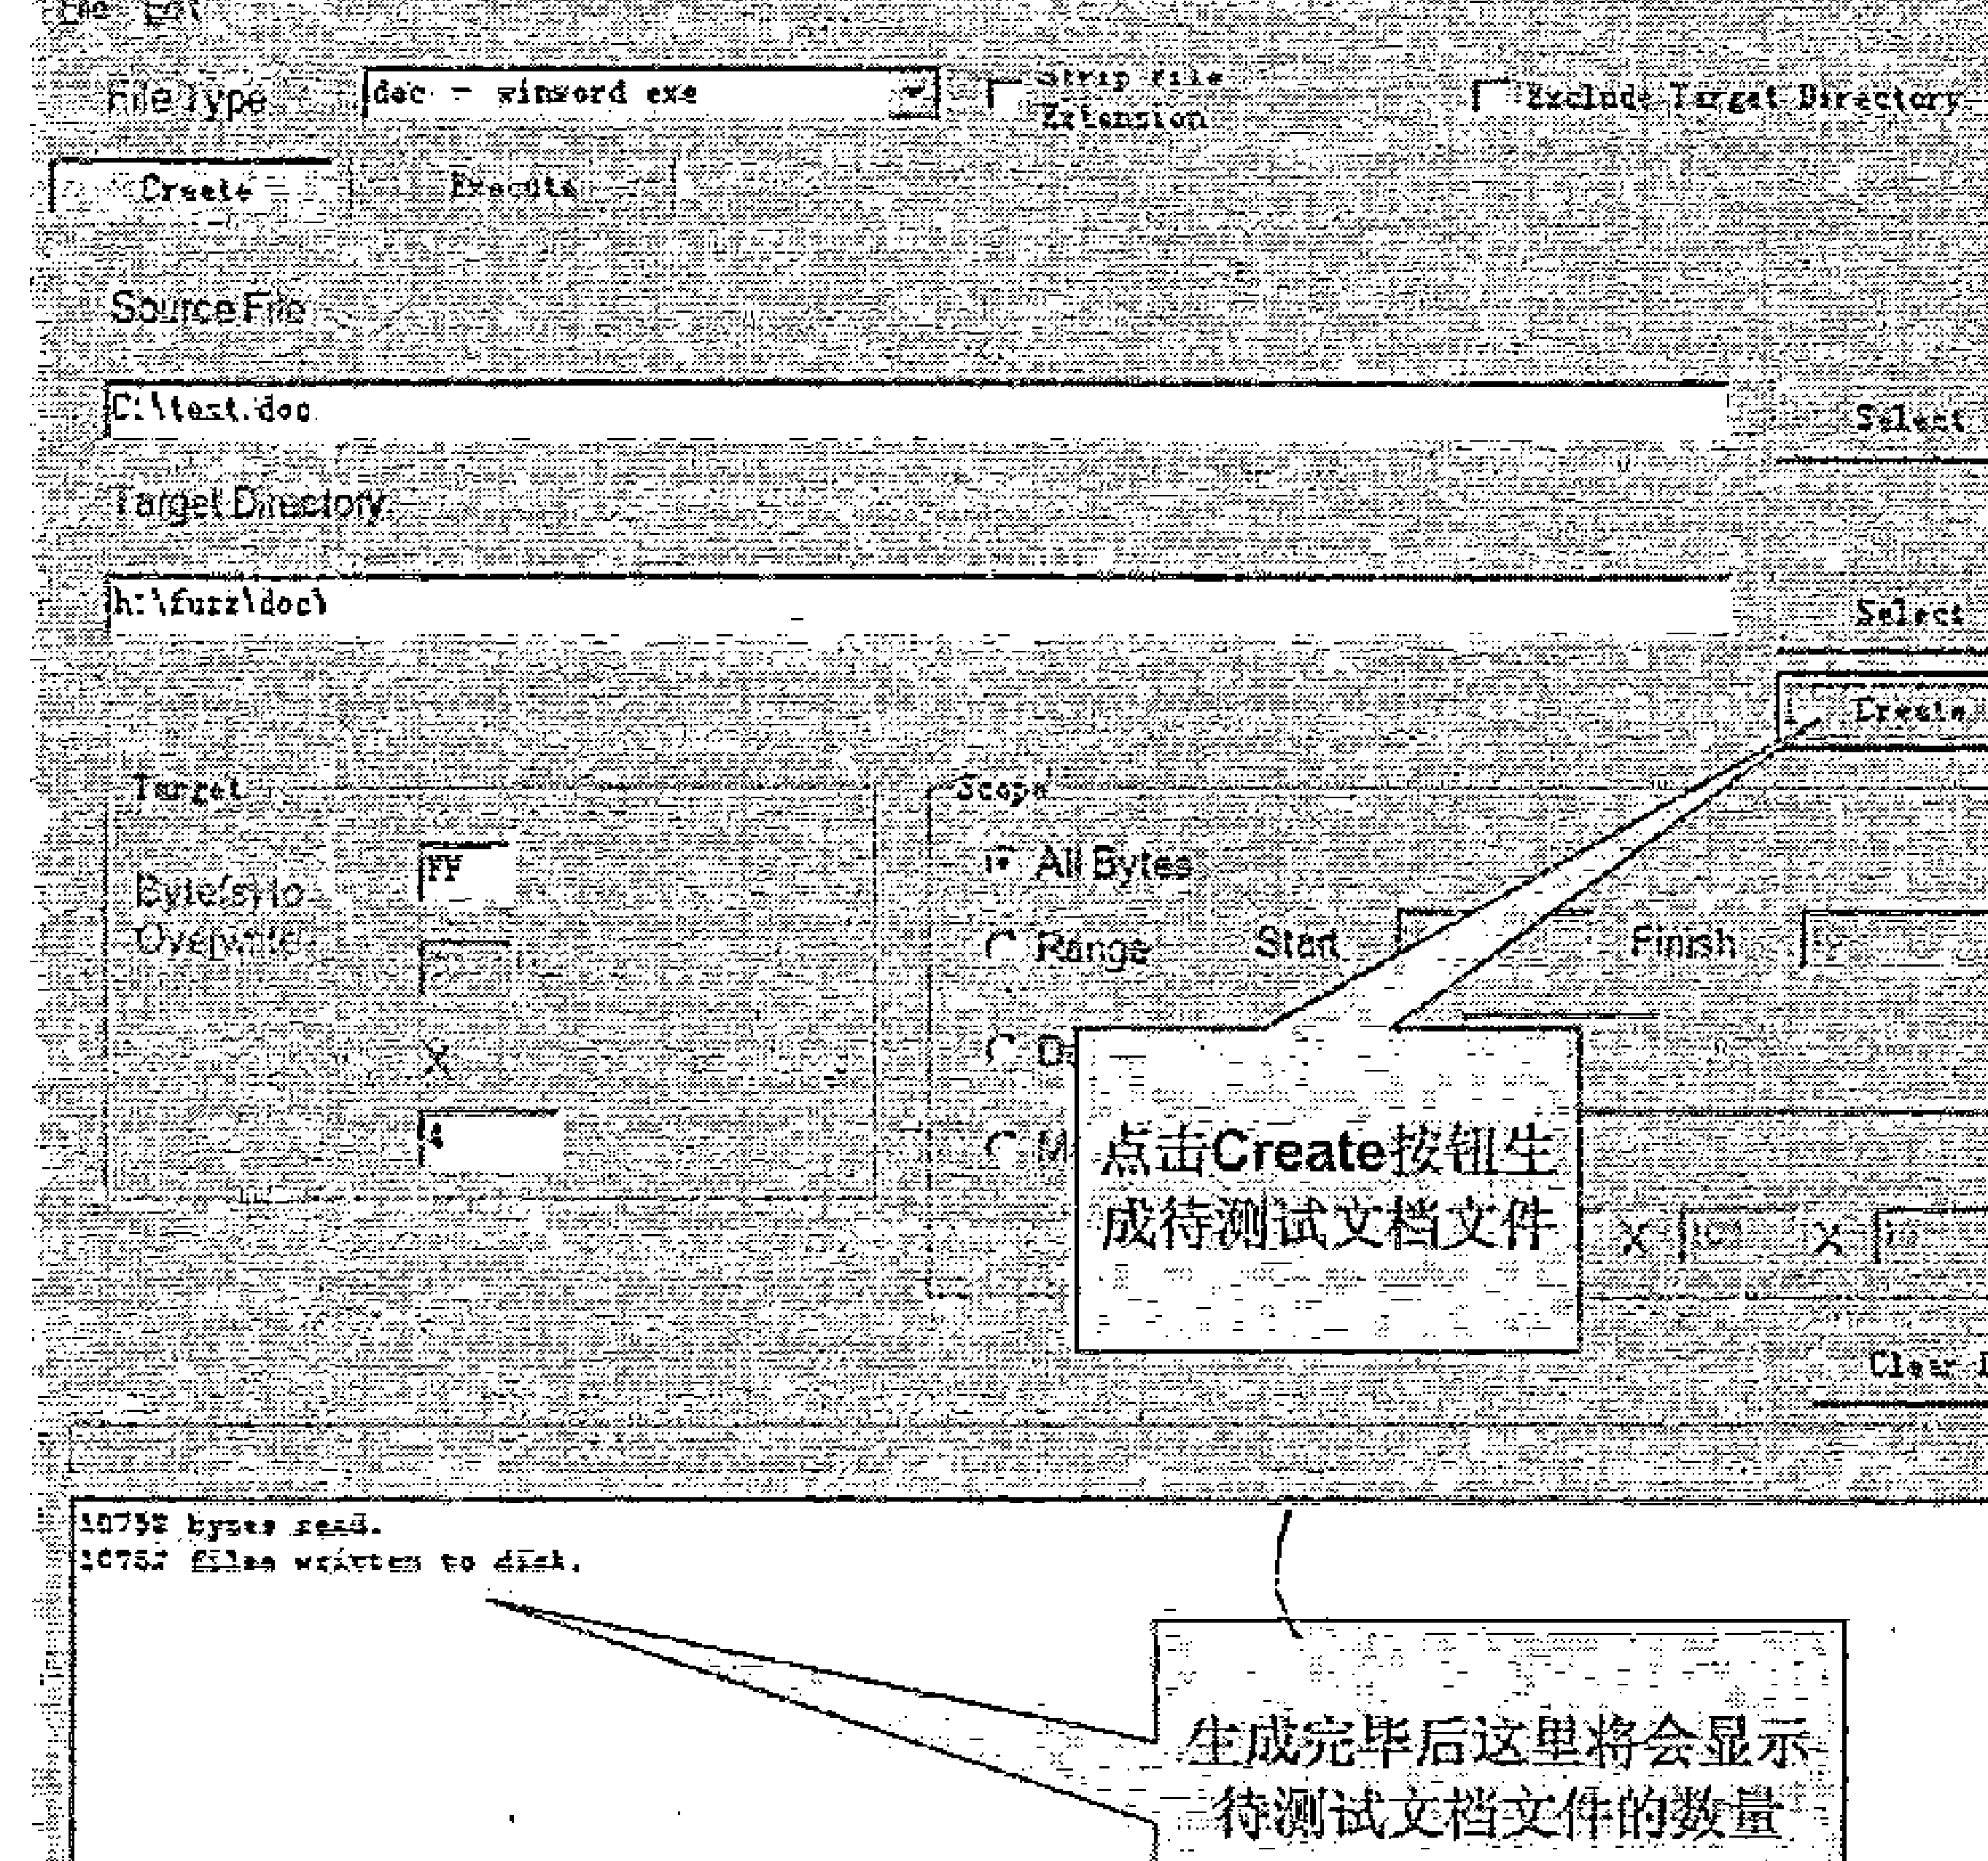 File Edit
File Type
doc - winword exe
Strip File
Extension
Exclude Target Directory
Create
Execute
Source File
C:\test.doc
Select
Target Directory
h:\fuzz\doc\
Select
Create
Target
Scope
Byte(s) to
Overwrite
FF
All Bytes
Range
Start
Finish
X
4
点击Create按钮生
成待测试文档文件
X
X
10
Clear
bytes read.
files written to disk.
生成完毕后这里将会显示
待测试文档文件的数量